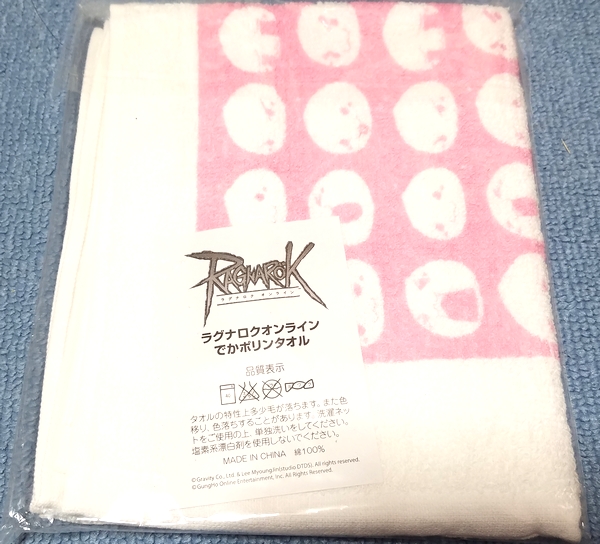 RAGNARÖK
ラグナロク オンライン
ラグナロクオンライン
でかポリンタオル
品質表示
タオルの特性上多少毛が落ちます。また色
移り、色落ちすることがあります。洗濯ネッ
トをご使用の上、単独洗いをしてください。
塩素系漂白剤を使用しないでください。
MADE IN CHINA 綿100%
©Gravity Co., Ltd. & Lee MyoungJin(studio DTDS). All rights reserved.
©GungHo Online Entertainment, Inc. All Rights Reserved.